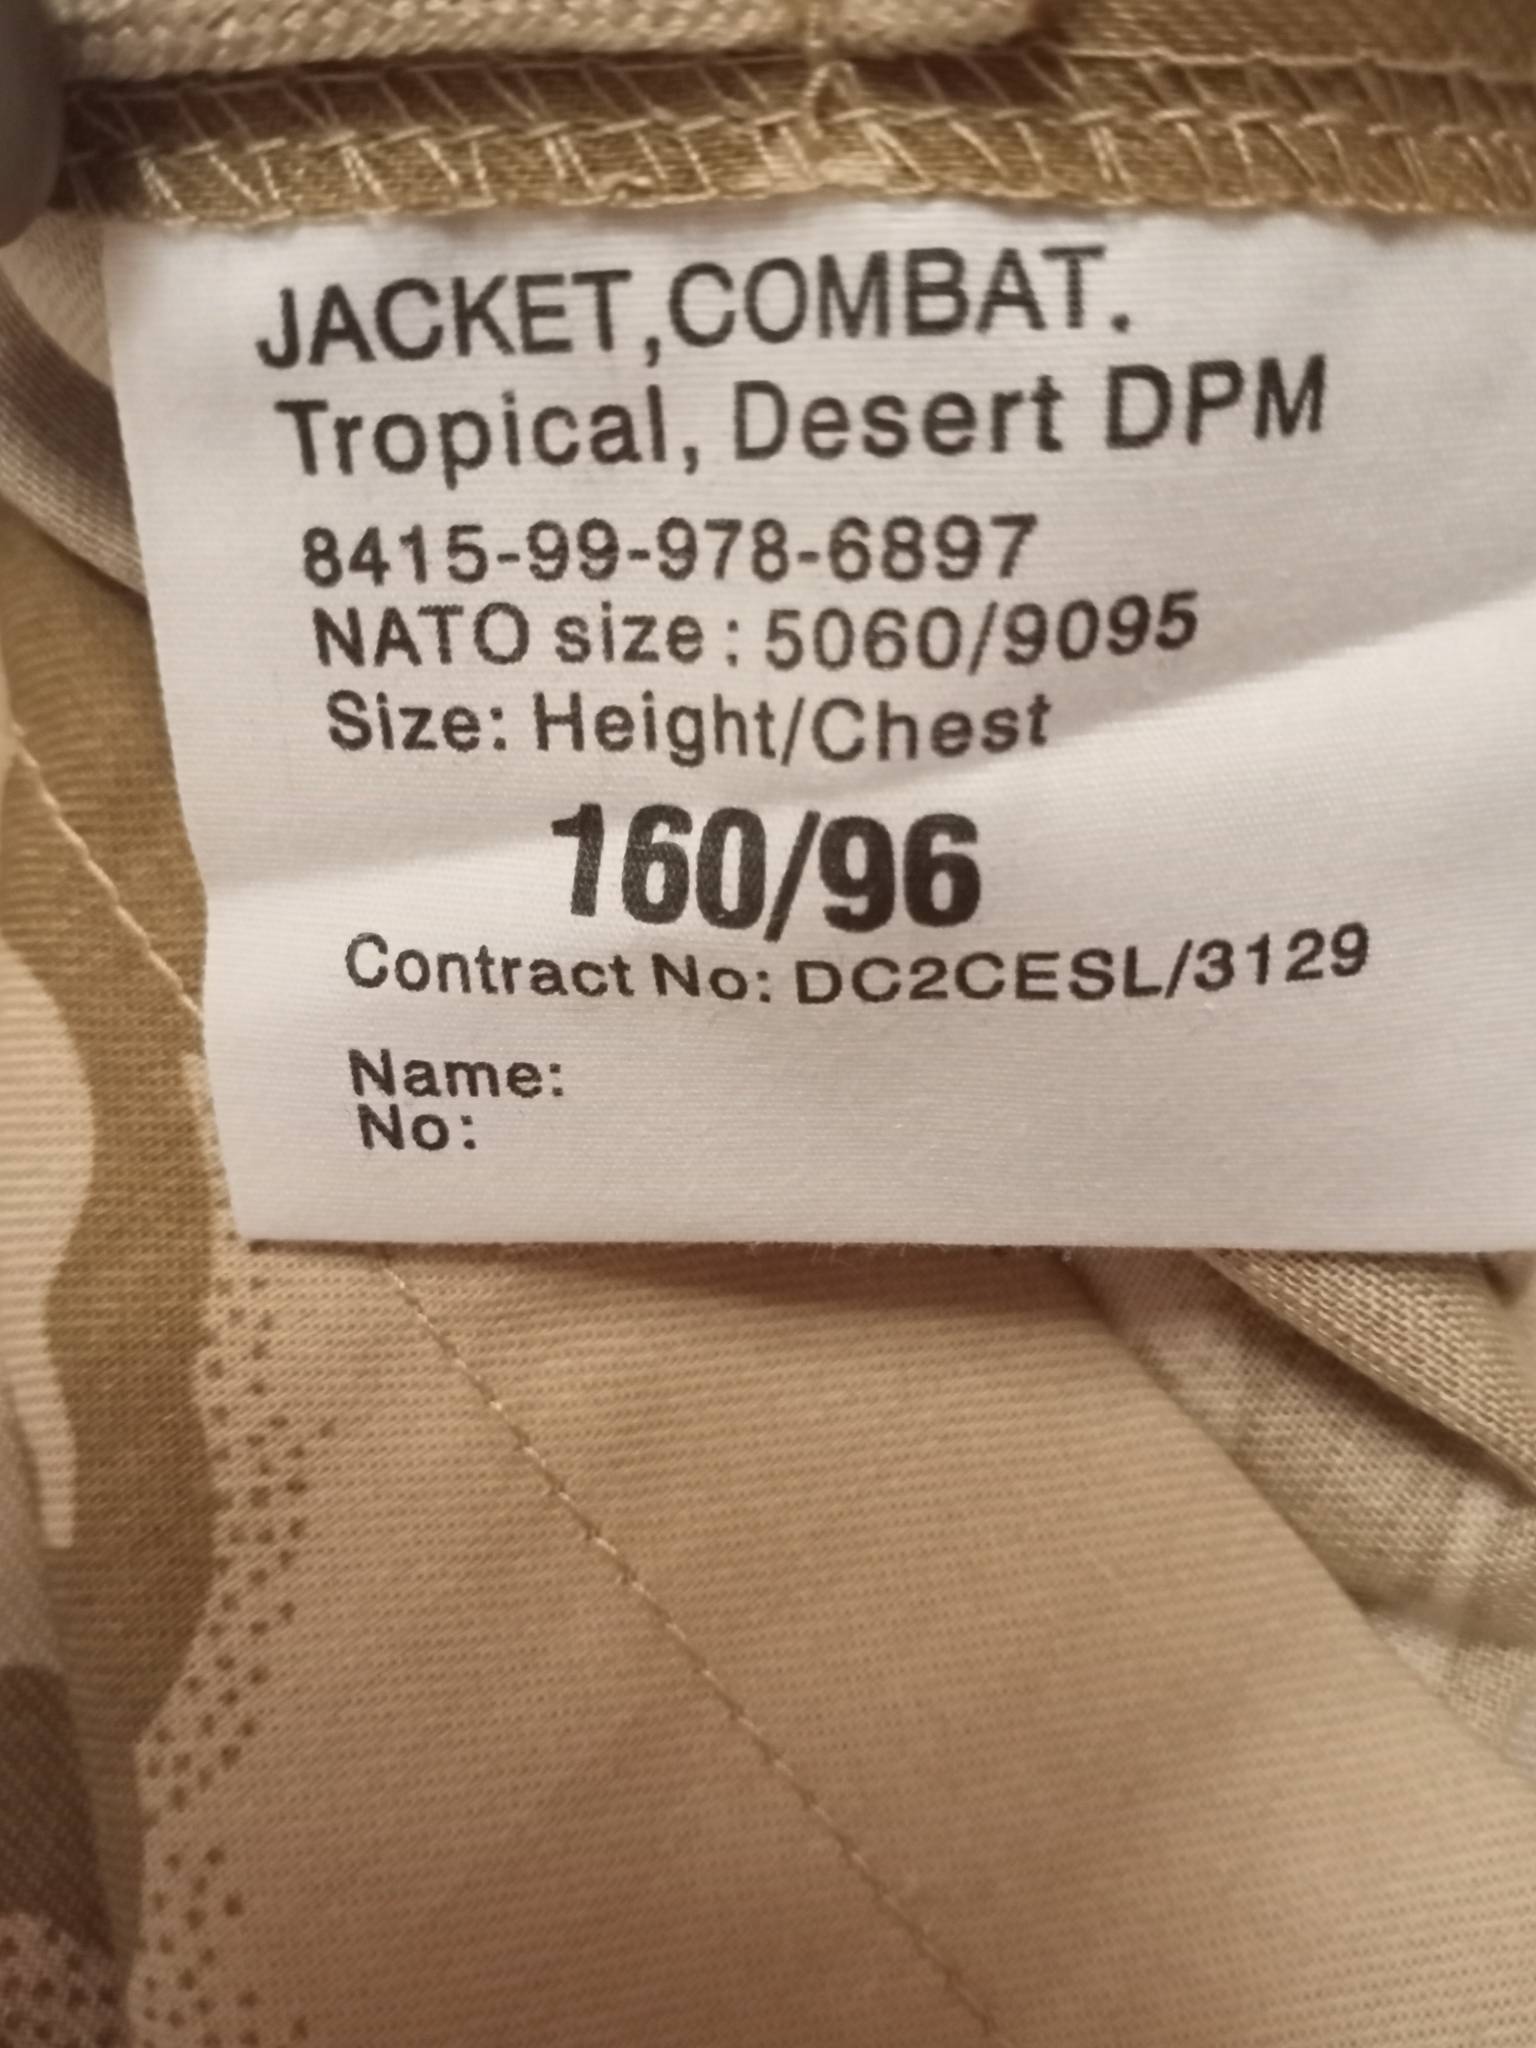 JACKET,COMBAT.
Tropical, Desert DPM
8415-99-978-6897
NATO size: 5060/9095
Size: Height/Chest
160/96
Contract No: DC2CESL/3129
Name:
No: